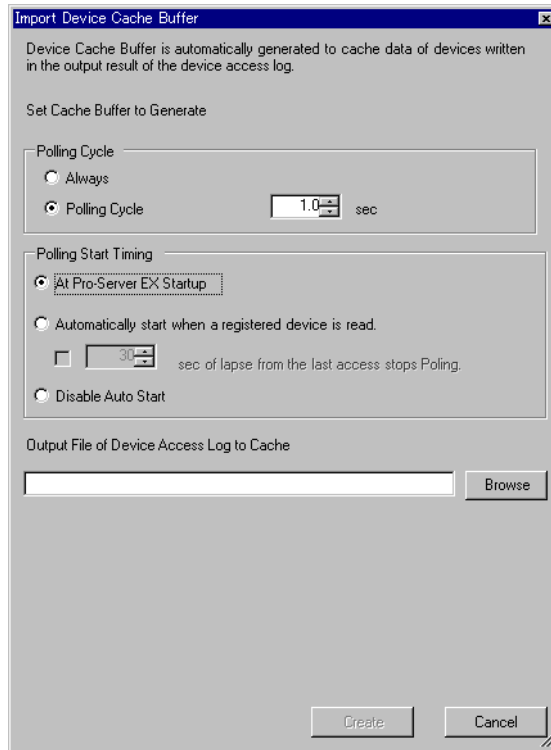 Import Device Cache Buffer
Device Cache Buffer is automatically generated to cache data of devices written
in the output result of the device access log.
Set Cache Buffer to Generate
Polling Cycle
Always
Polling Cycle 1.0 sec
Polling Start Timing
At Pro-Server EX Startup
Automatically start when a registered device is read.
30 sec of lapse from the last access stops Poling.
Disable Auto Start
Output File of Device Access Log to Cache
Browse
Create Cancel